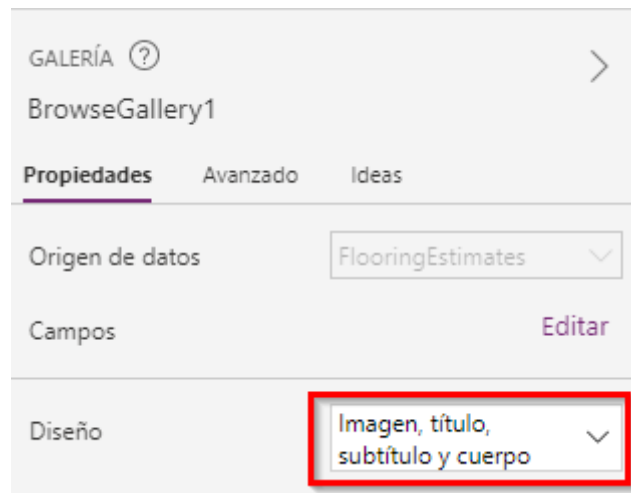 GALERÍA ?
BrowseGallery1
Propiedades Avanzado Ideas
Origen de datos FlooringEstimates
Campos Editar
Diseño Imagen, título,
subtítulo y cuerpo